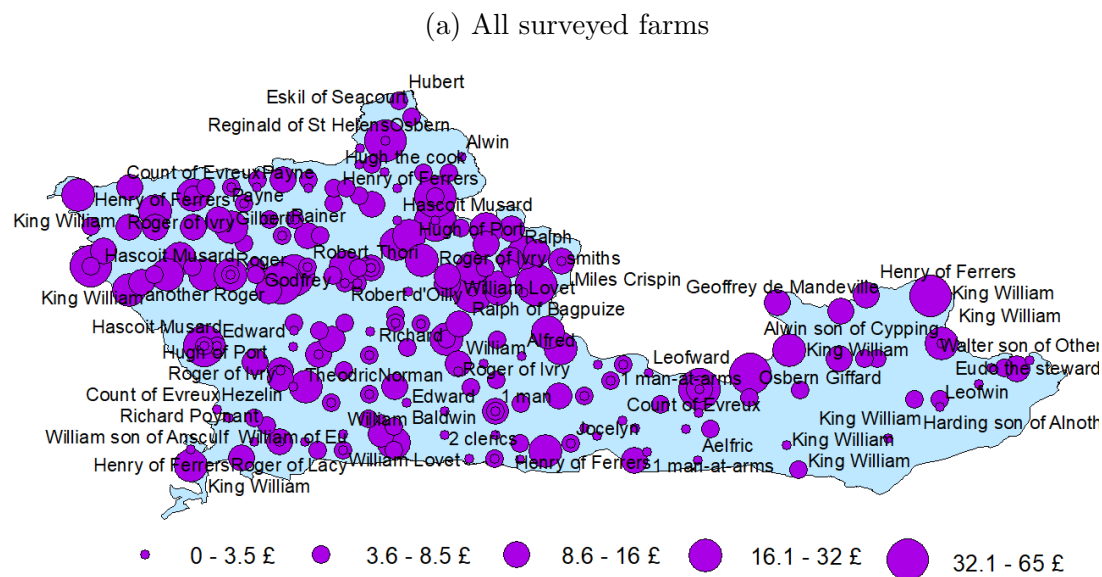 (a) All surveyed farms
Hubert
Eskil of Seacourt
Reginald of St Helens
Osbern
Alwin
Hugh the cook
Count of Evreux
Payne
Henry of Ferrers
Henry of Ferrers
Payne
Hascoit Musard
King William
Roger of Ivry
Gilbert
Rainer
Hugh of Port
Ralph
Hascoit Musard
Roger
Robert
Thori
Roger of Ivry
smiths
Miles Crispin
Godfrey
King William
another Roger
Robert d'Oilly
William Lovet
Ralph of Bagpuize
Henry of Ferrers
Geoffrey de Mandeville
King William
King William
Hascoit Musard
Edward
Richard
Alfred
Alwin son of Cypping
Hugh of Port
William
King William
Walter son of Other
Roger of Ivry
Theodric
Norman
Roger of Ivry
Leofward
1 man-at-arms
Osbern Giffard
Eudo the steward
Count of Evreux
Hezelin
Edward
1 man
Leofwin
Richard Poynant
William
Baldwin
Count of Evreux
King William
Harding son of Alnoth
William son of Ansculf
William of Eu
2 clercs
Jocelyn
Aelfric
King William
Henry of Ferrers
Roger of Lacy
William Lovet
Henry of Ferrers
1 man-at-arms
King William
King William
0 - 3.5 £
3.6 - 8.5 £
8.6 - 16 £
16.1 - 32 £
32.1 - 65 £